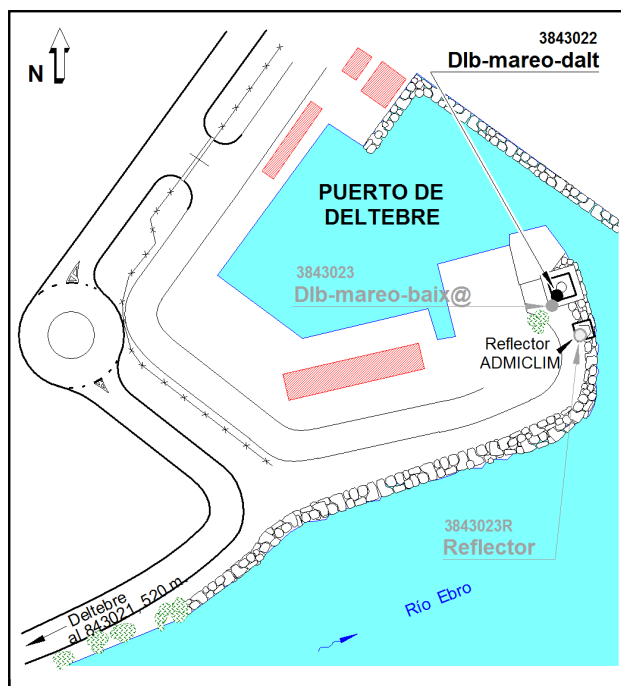 3843022
Dlb-mareo-dalt
N
PUERTO DE
DELTEBRE
3843023
Dlb-mareo-baix@
Reflector
ADMICLIM
3843023R
Reflector
Río Ebro
Deltebre
al 843021, 520 m.